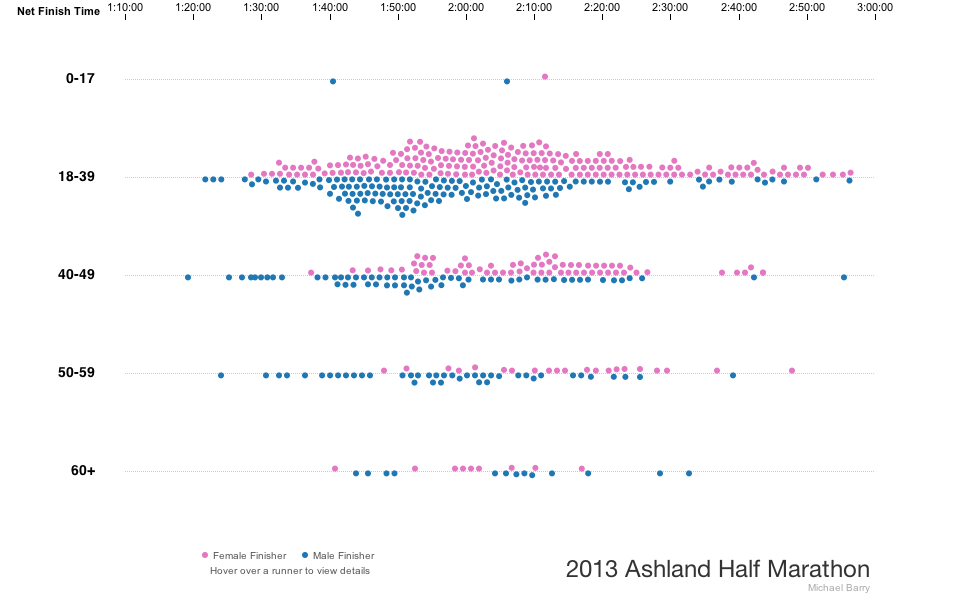 Net Finish Time 1:10:00 1:20:00 1:30:00 1:40:00 1:50:00 2:00:00 2:10:00 2:20:00 2:30:00 2:40:00 2:50:00 3:00:00
0-17
18-39
40-49
50-59
60+
Female Finisher Male Finisher
Hover over a runner to view details
2013 Ashland Half Marathon
Michael Barry